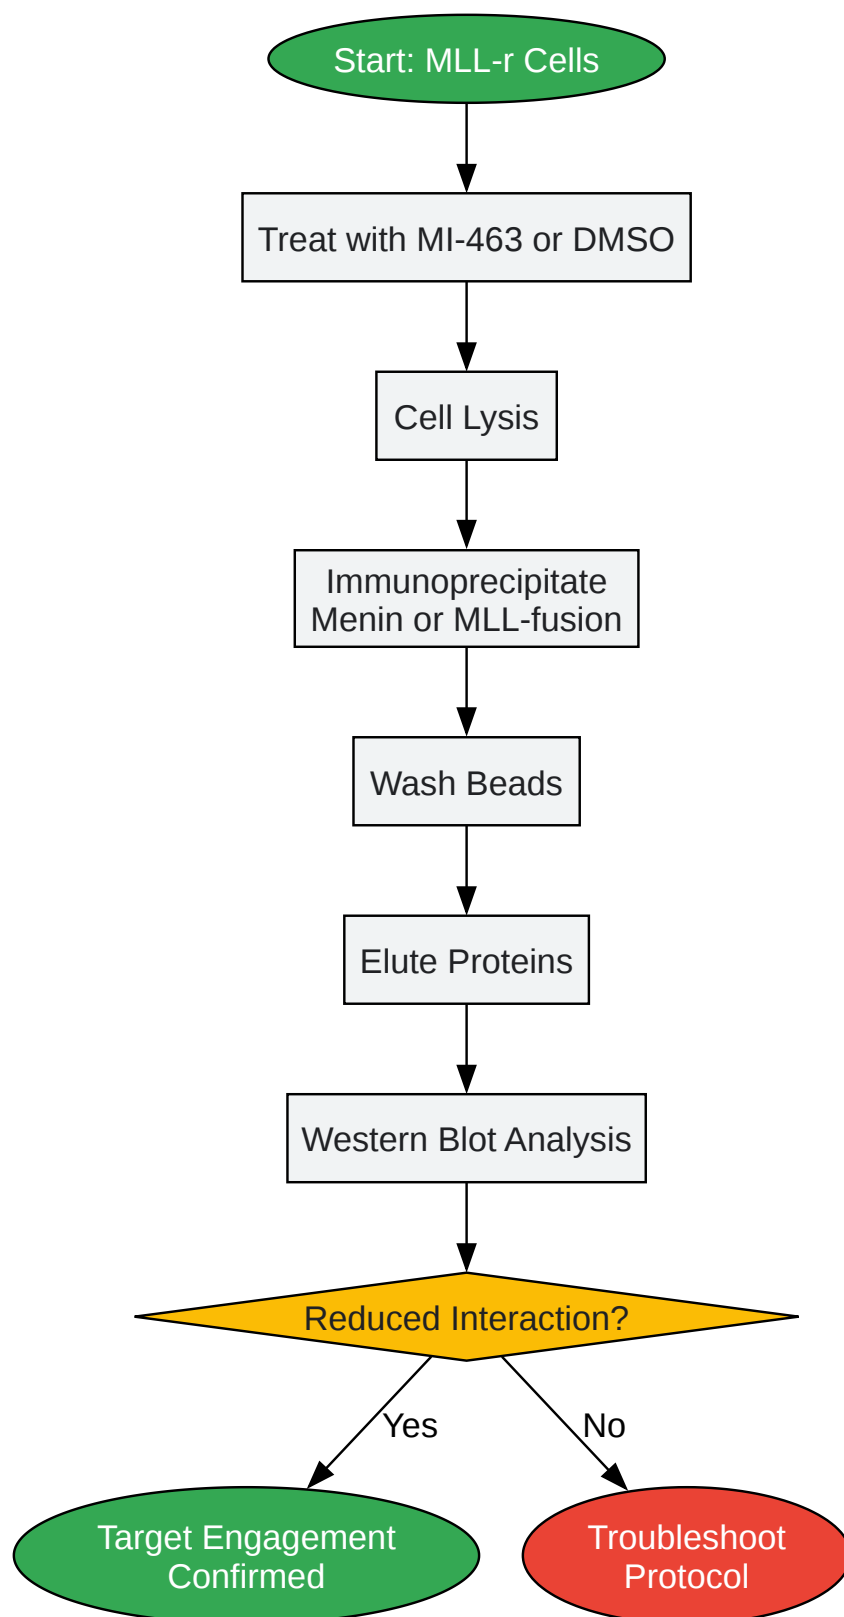 Start: MLL-r Cells
Treat with MI-463 or DMSO
Cell Lysis
Immunoprecipitate
Menin or MLL-fusion
Wash Beads
Elute Proteins
Western Blot Analysis
Reduced Interaction?
Yes
No
Target Engagement
Confirmed
Troubleshoot
Protocol